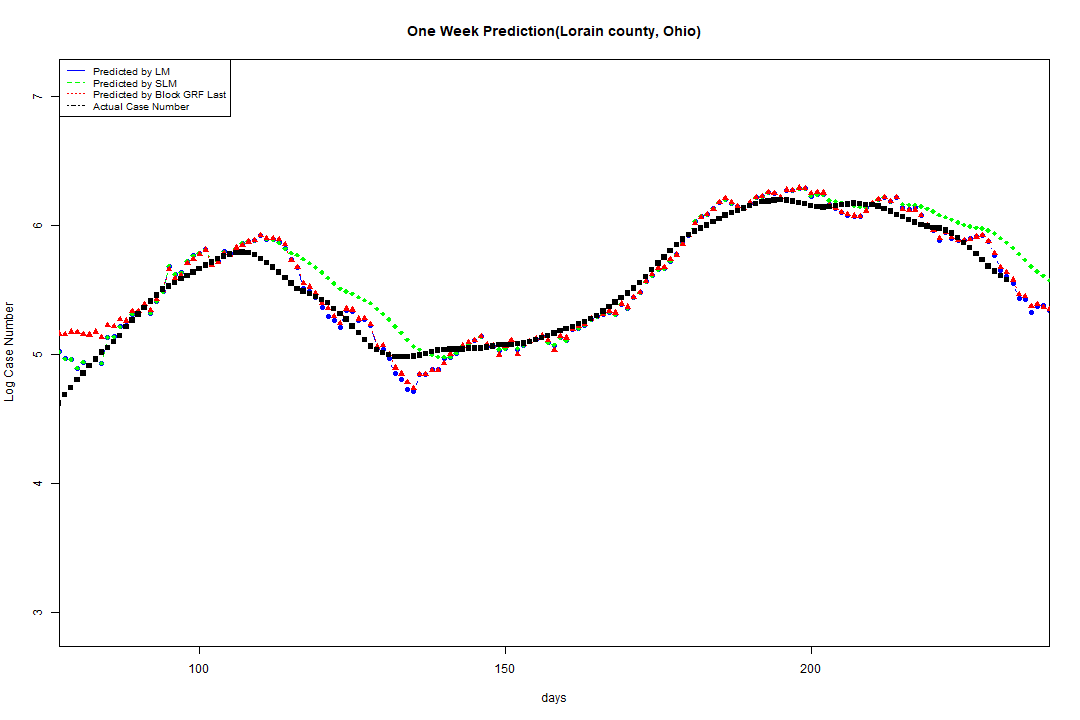 One Week Prediction(Lorain county, Ohio)
Predicted by LM
Predicted by SLM
Predicted by Block GRF Last
Actual Case Number
7
6
5
4
3
Log Case Number
100 150 200
days